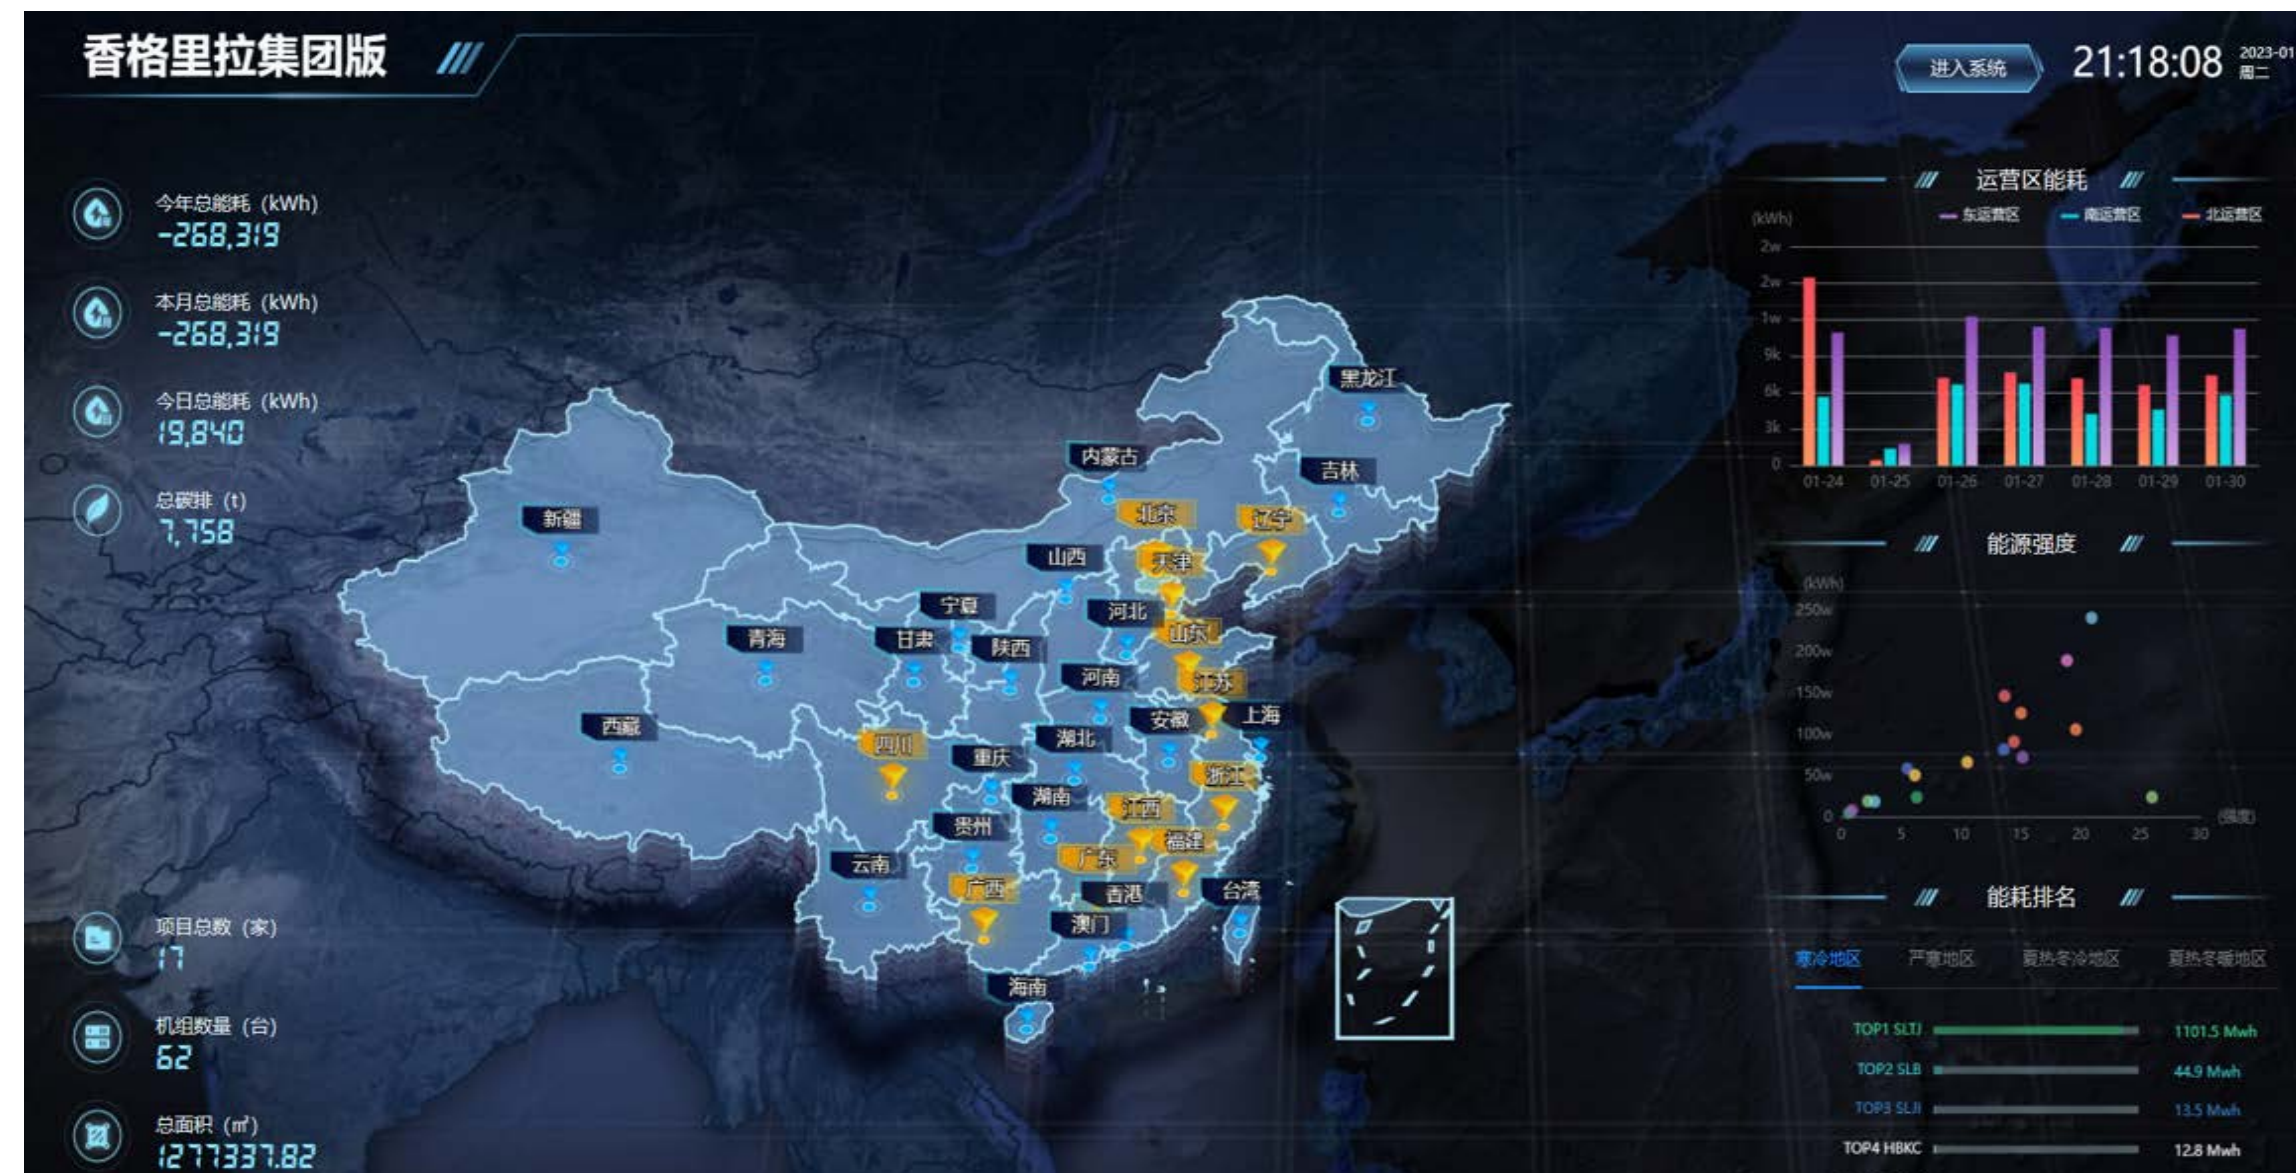 香格里拉集团版
进入系统
21:18:08
2023-01
周二
今年总能耗 (kWh)
-268,319
本月总能耗 (kWh)
-268,319
今日总能耗 (kWh)
19,840
总碳排 (t)
7,758
项目总数 (家)
17
机组数量 (台)
62
总面积 (㎡)
1277337.82
黑龙江
内蒙古
吉林
新疆
北京
辽宁
山西
天津
宁夏
河北
青海
甘肃
陕西
山东
河南
江苏
西藏
安徽
上海
四川
重庆
湖北
浙江
湖南
江西
贵州
福建
云南
广东
广西
香港
台湾
澳门
海南
运营区能耗
(kWh)
东运营区
南运营区
北运营区
2w
2w
1w
9k
6k
3k
0
01-24
01-25
01-26
01-27
01-28
01-29
01-30
能源强度
(kWh)
250w
200w
150w
100w
50w
0
0
5
10
15
20
25
30
(强度)
能耗排名
寒冷地区
严寒地区
夏热冬冷地区
夏热冬暖地区
TOP1 SLTJ 1101.5 Mwh
TOP2 SLB 44.9 Mwh
TOP3 SLJI 13.5 Mwh
TOP4 HBKC 12.8 Mwh